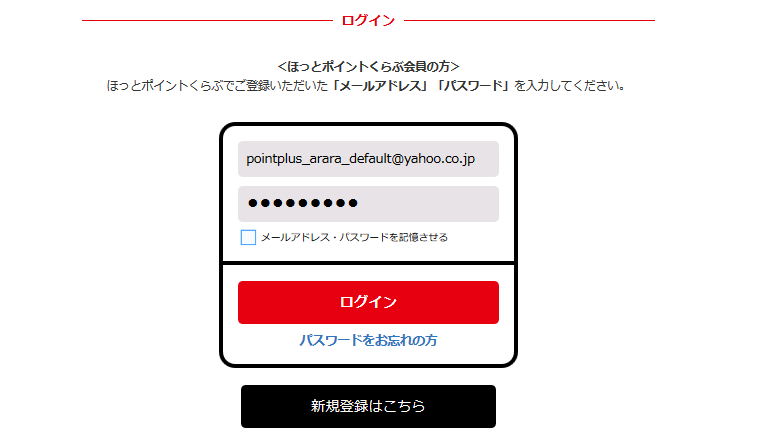 ログイン
＜ほっとポイントくらぶ会員の方＞
ほっとポイントくらぶでご登録いただいた「メールアドレス」「パスワード」を入力してください。
pointplus_arara_default@yahoo.co.jp
●●●●●●●●●
メールアドレス・パスワードを記憶させる
ログイン
パスワードをお忘れの方
新規登録はこちら